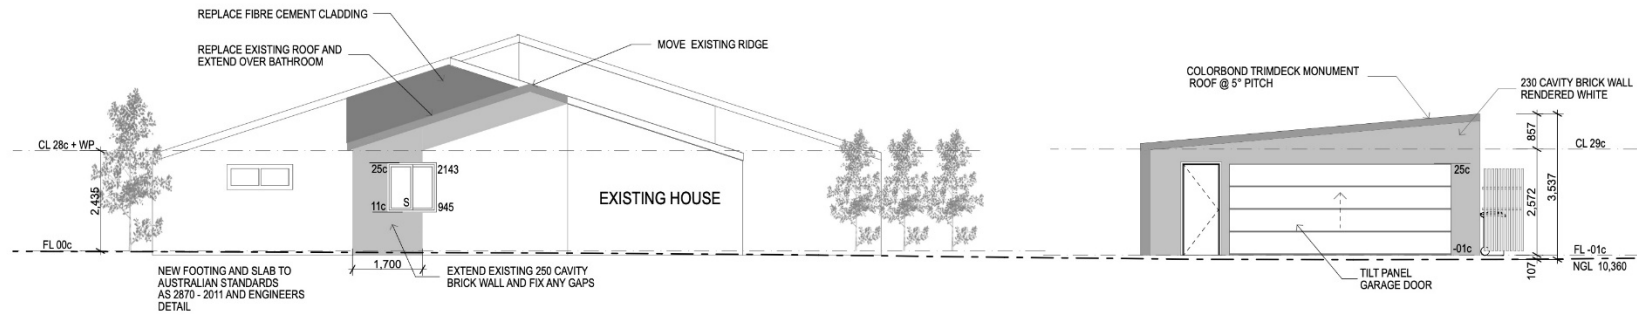 REPLACE FIBRE CEMENT CLADDING
REPLACE EXISTING ROOF AND
EXTEND OVER BATHROOM
MOVE EXISTING RIDGE
CL 28c + WP
2,435
FL 00c
25c
2143
S
11c
945
EXISTING HOUSE
1,700
NEW FOOTING AND SLAB TO
AUSTRALIAN STANDARDS
AS 2870 - 2011 AND ENGINEERS
DETAIL
EXTEND EXISTING 250 CAVITY
BRICK WALL AND FIX ANY GAPS
COLORBOND TRIMDECK MONUMENT
ROOF @ 5° PITCH
230 CAVITY BRICK WALL
RENDERED WHITE
857
CL 29c
25c
2,572
3,537
-01c
FL -01c
NGL 10,360
107
TILT PANEL
GARAGE DOOR